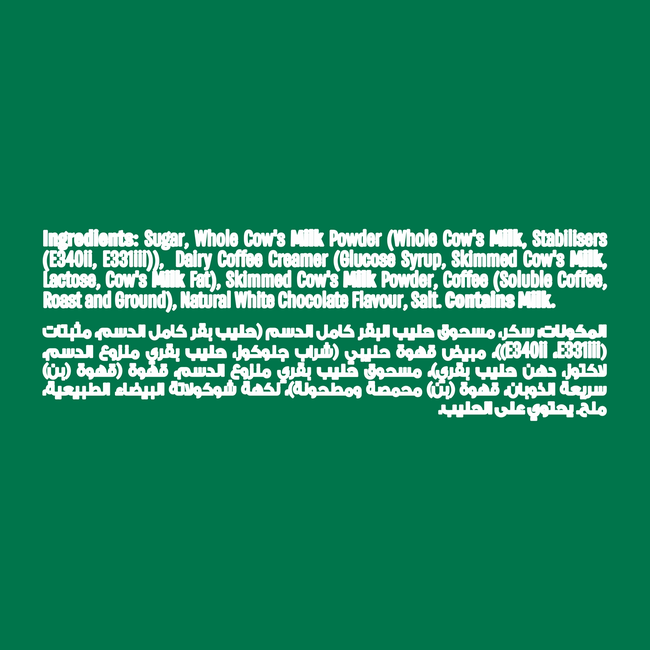 Ingredients: Sugar, Whole Cow's Milk Powder (Whole Cow's Milk, Stabilisers
(E340ii, E331iii)), Dairy Coffee Creamer (Glucose Syrup, Skimmed Cow's Milk,
Lactose, Cow's Milk Fat), Skimmed Cow's Milk Powder, Coffee (Soluble Coffee,
Roast and Ground), Natural White Chocolate Flavour, Salt. Contains Milk.
المكونات: سكر، مسحوق حليب البقر كامل الدسم (حليب بقر كامل الدسم، مثبتات
(E340ii ،E331iii))، مبيض قهوة حليبي (شراب جلوكوز، حليب بقري منزوع الدسم،
لاكتوز، دهن حليب بقري)، مسحوق حليب بقري منزوع الدسم، قهوة (قهوة (بن)
سريعة الذوبان، قهوة (بن) محمصة ومطحونة)، نكهة شوكولاتة البيضاء الطبيعية،
ملح. يحتوي على الحليب.